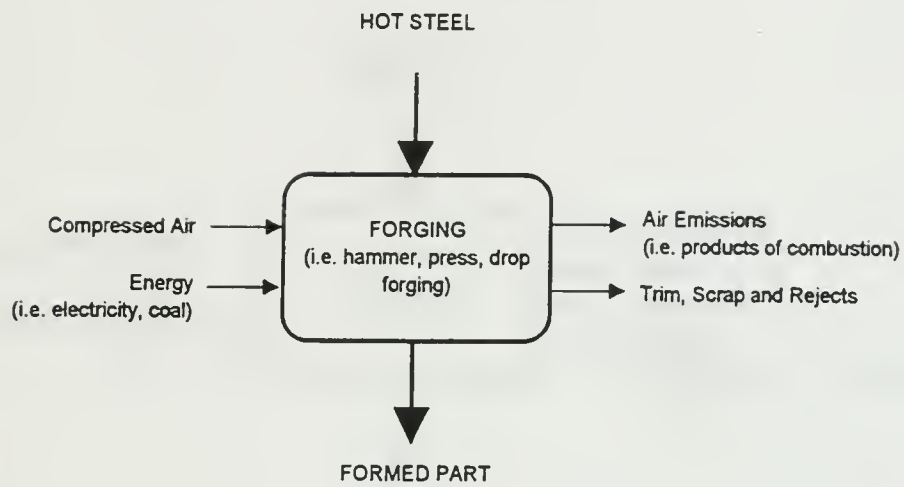 HOT STEEL
Compressed Air
Energy
(i.e. electricity, coal)
FORGING
(i.e. hammer, press, drop
forging)
Air Emissions
(i.e. products of combustion)
Trim, Scrap and Rejects
FORMED PART